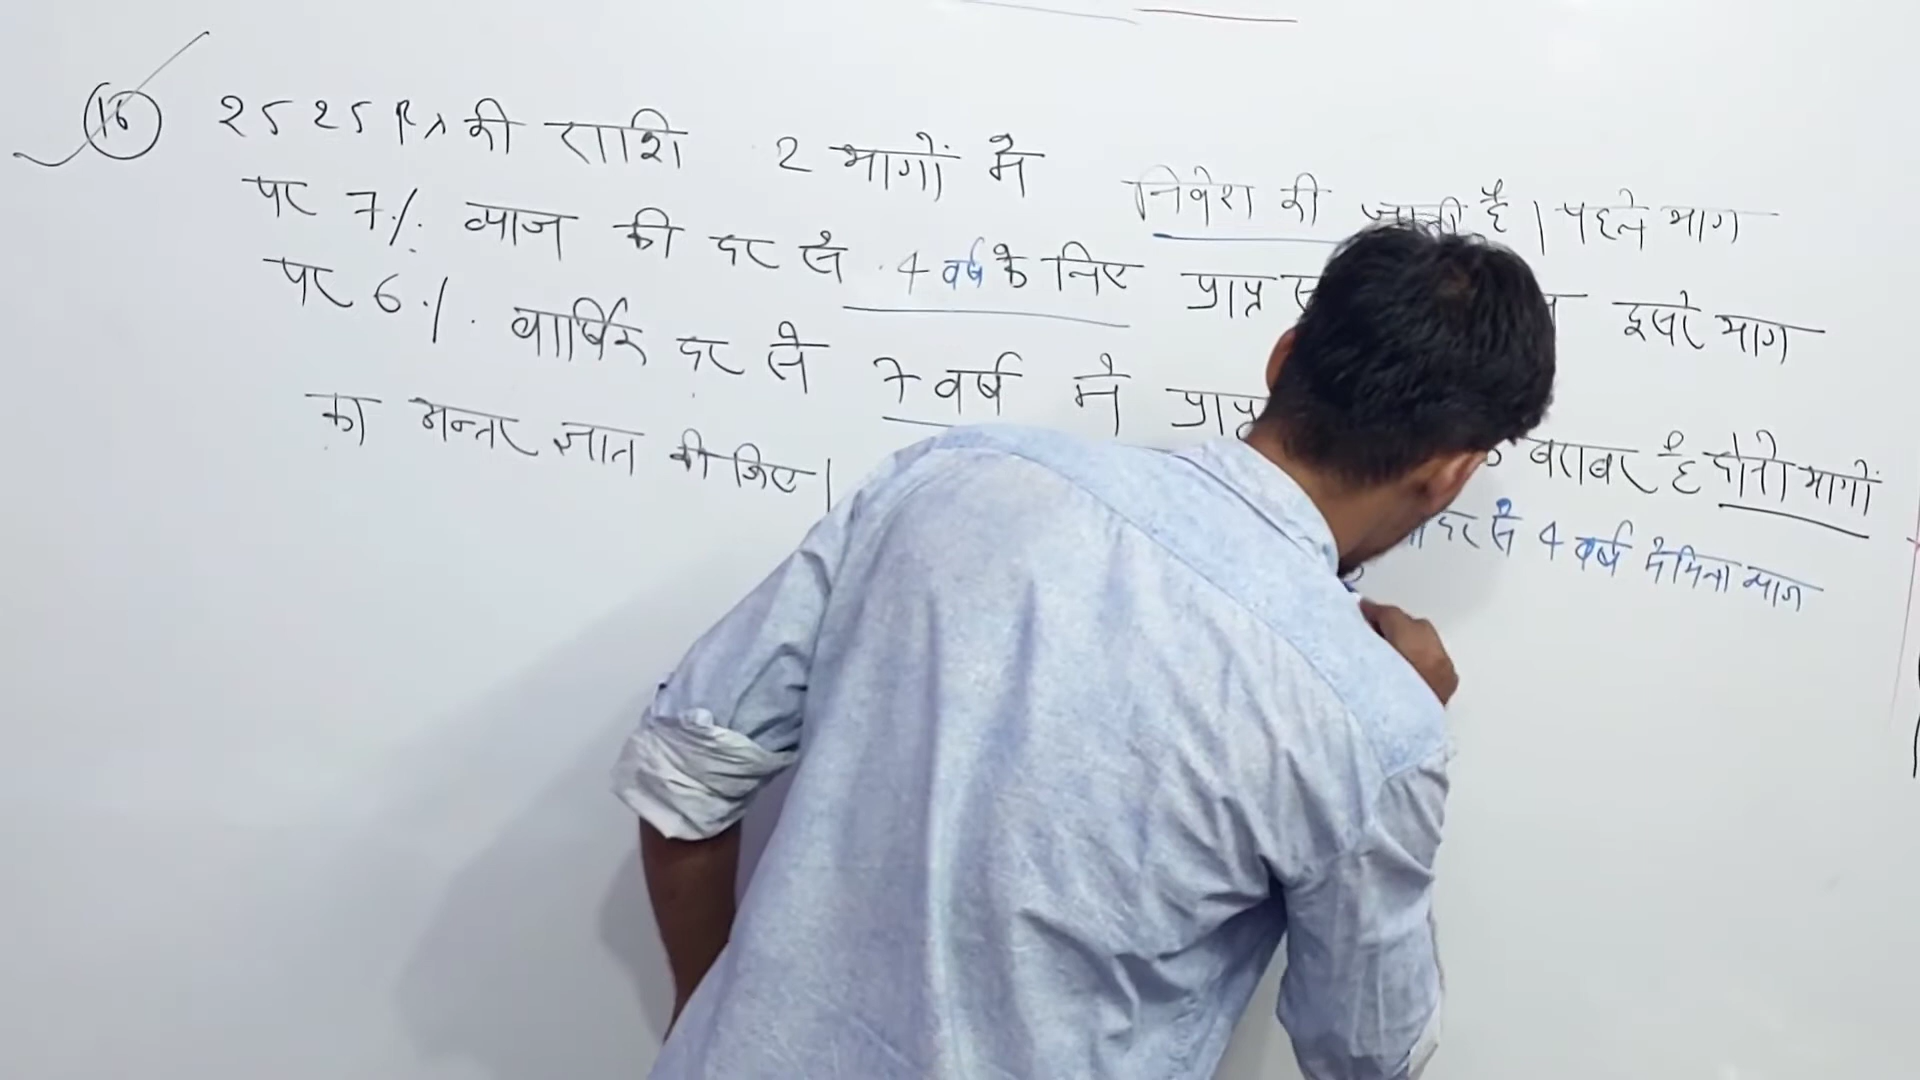 16 2525 Rs की राशि 2 भागों में निवेश की जाती है। पहले भाग
पर 7% ब्याज की दर से 4 वर्ष के लिए प्राप्त दूसरे भाग
पर 6% वार्षिक दर से 7 वर्ष में प्राप्त बराबर है दोनों भागों
का अन्तर ज्ञात कीजिए।
दर से 4 वर्ष में मिला ब्याज